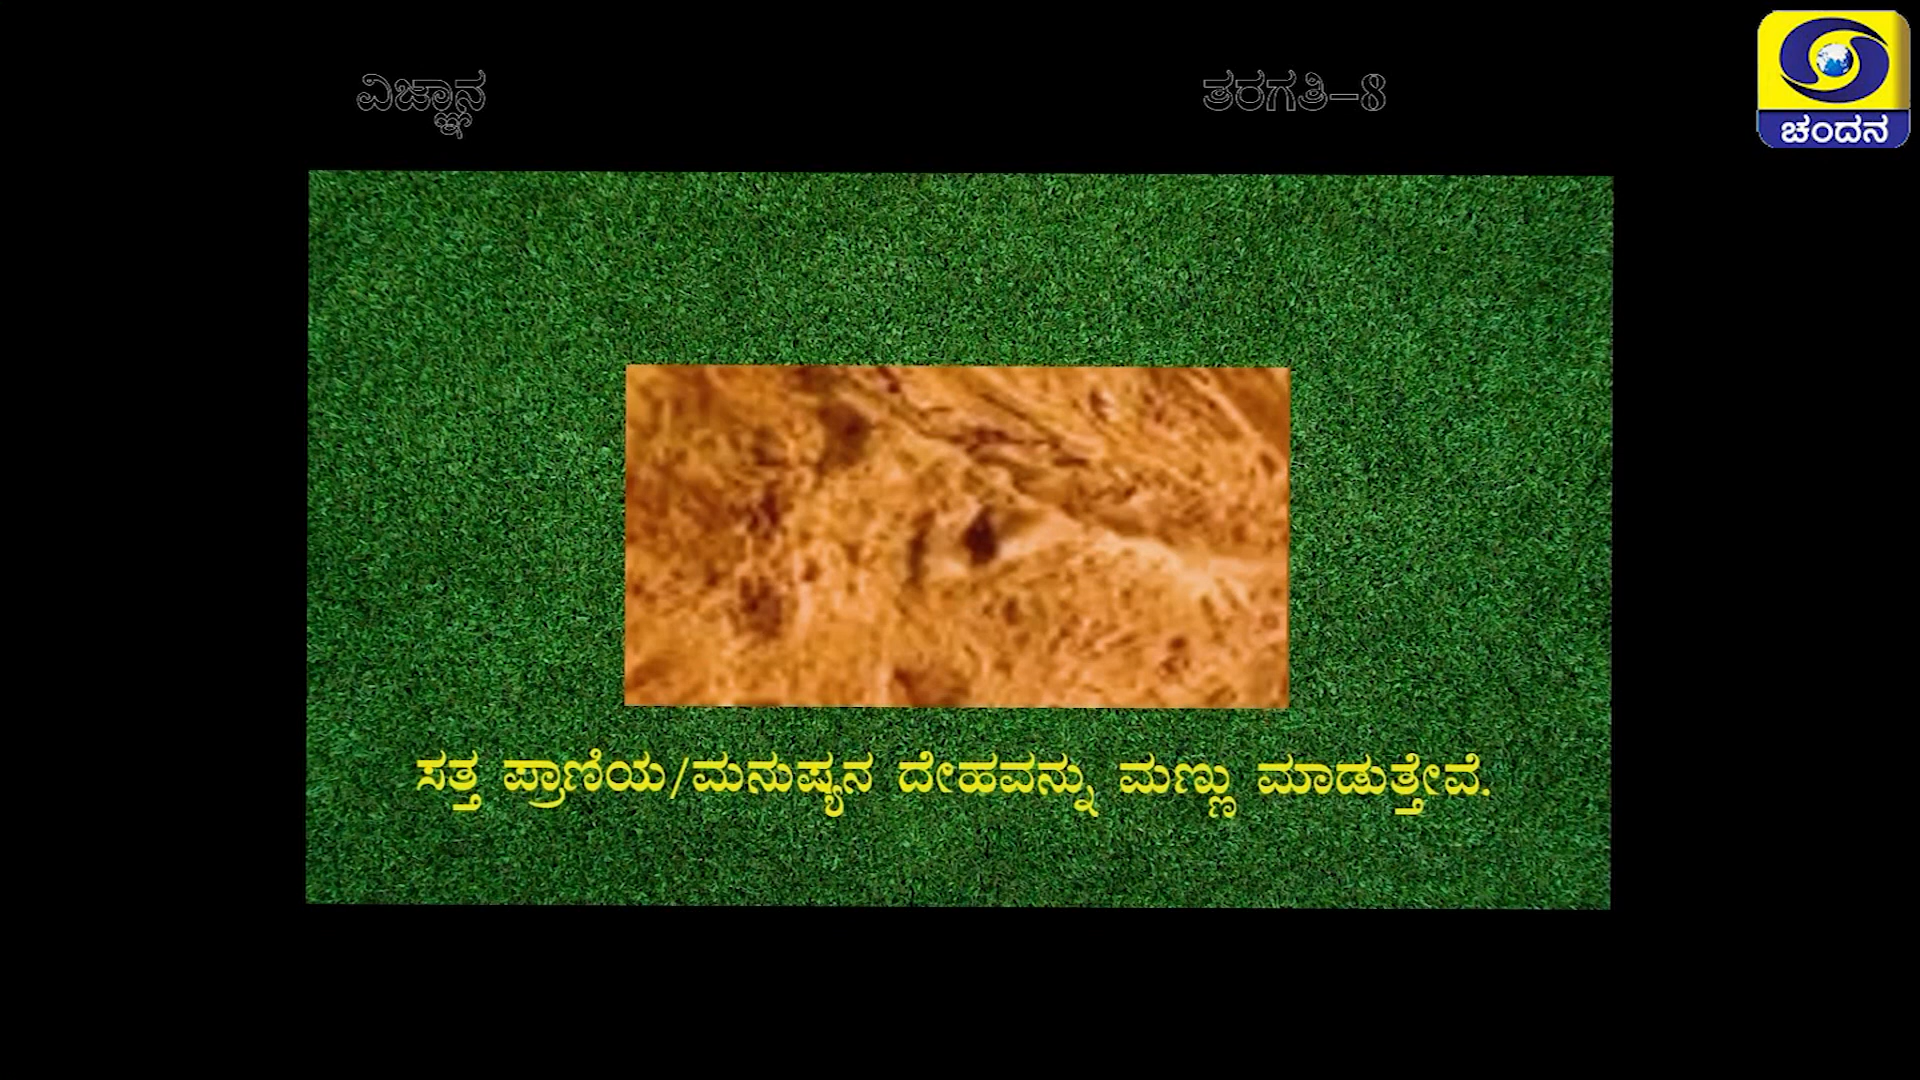 ವಿಜ್ಞಾನ
ತರಗತಿ–8
ಚಂದನ
ಸತ್ತ ಪ್ರಾಣಿಯ/ಮನುಷ್ಯನ ದೇಹವನ್ನು ಮಣ್ಣು ಮಾಡುತ್ತೇವೆ.